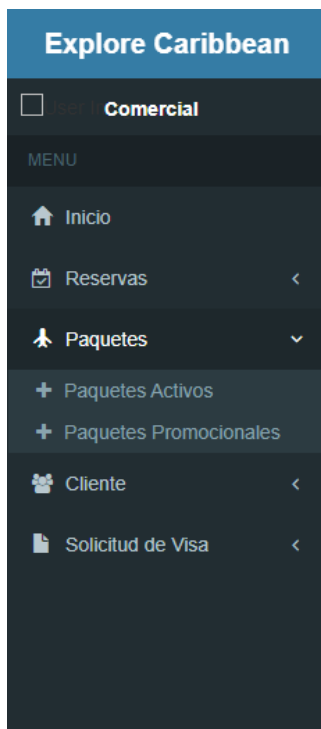 Explore Caribbean
Comercial
MENU
Inicio
Reservas
Paquetes
Paquetes Activos
Paquetes Promocionales
Cliente
Solicitud de Visa